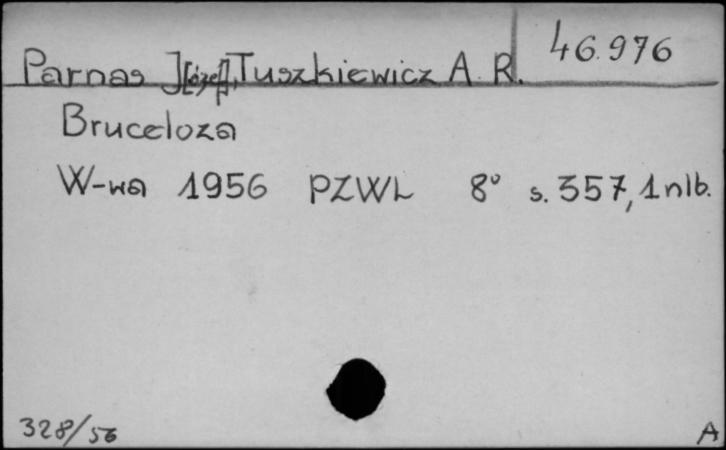 46.976
Parnas J[ózef], Tuszkiewicz A. R.
Bruceloza
W-wa 1956 PZWL 8° s. 357, 1 nlb.
328/56
A